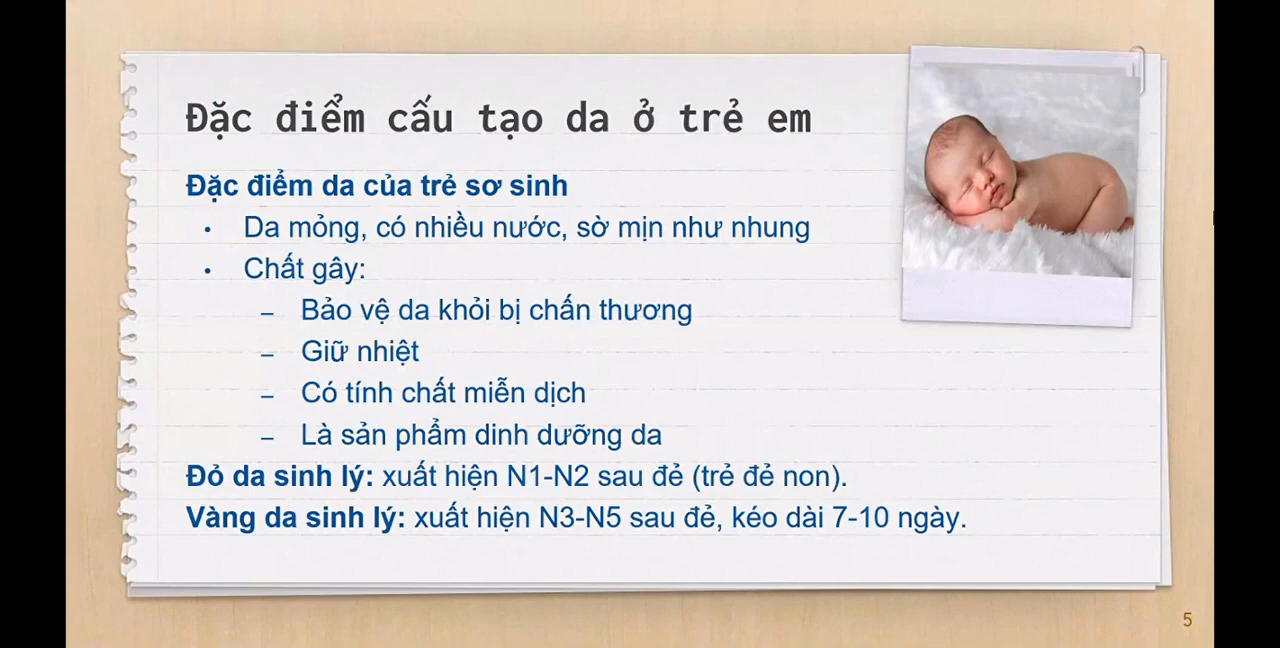 Đặc điểm cấu tạo da ở trẻ em
Đặc điểm da của trẻ sơ sinh
• Da mỏng, có nhiều nước, sờ mịn như nhung
• Chất gây:
– Bảo vệ da khỏi bị chấn thương
– Giữ nhiệt
– Có tính chất miễn dịch
– Là sản phẩm dinh dưỡng da
Đỏ da sinh lý: xuất hiện N1-N2 sau đẻ (trẻ đẻ non).
Vàng da sinh lý: xuất hiện N3-N5 sau đẻ, kéo dài 7-10 ngày.
5